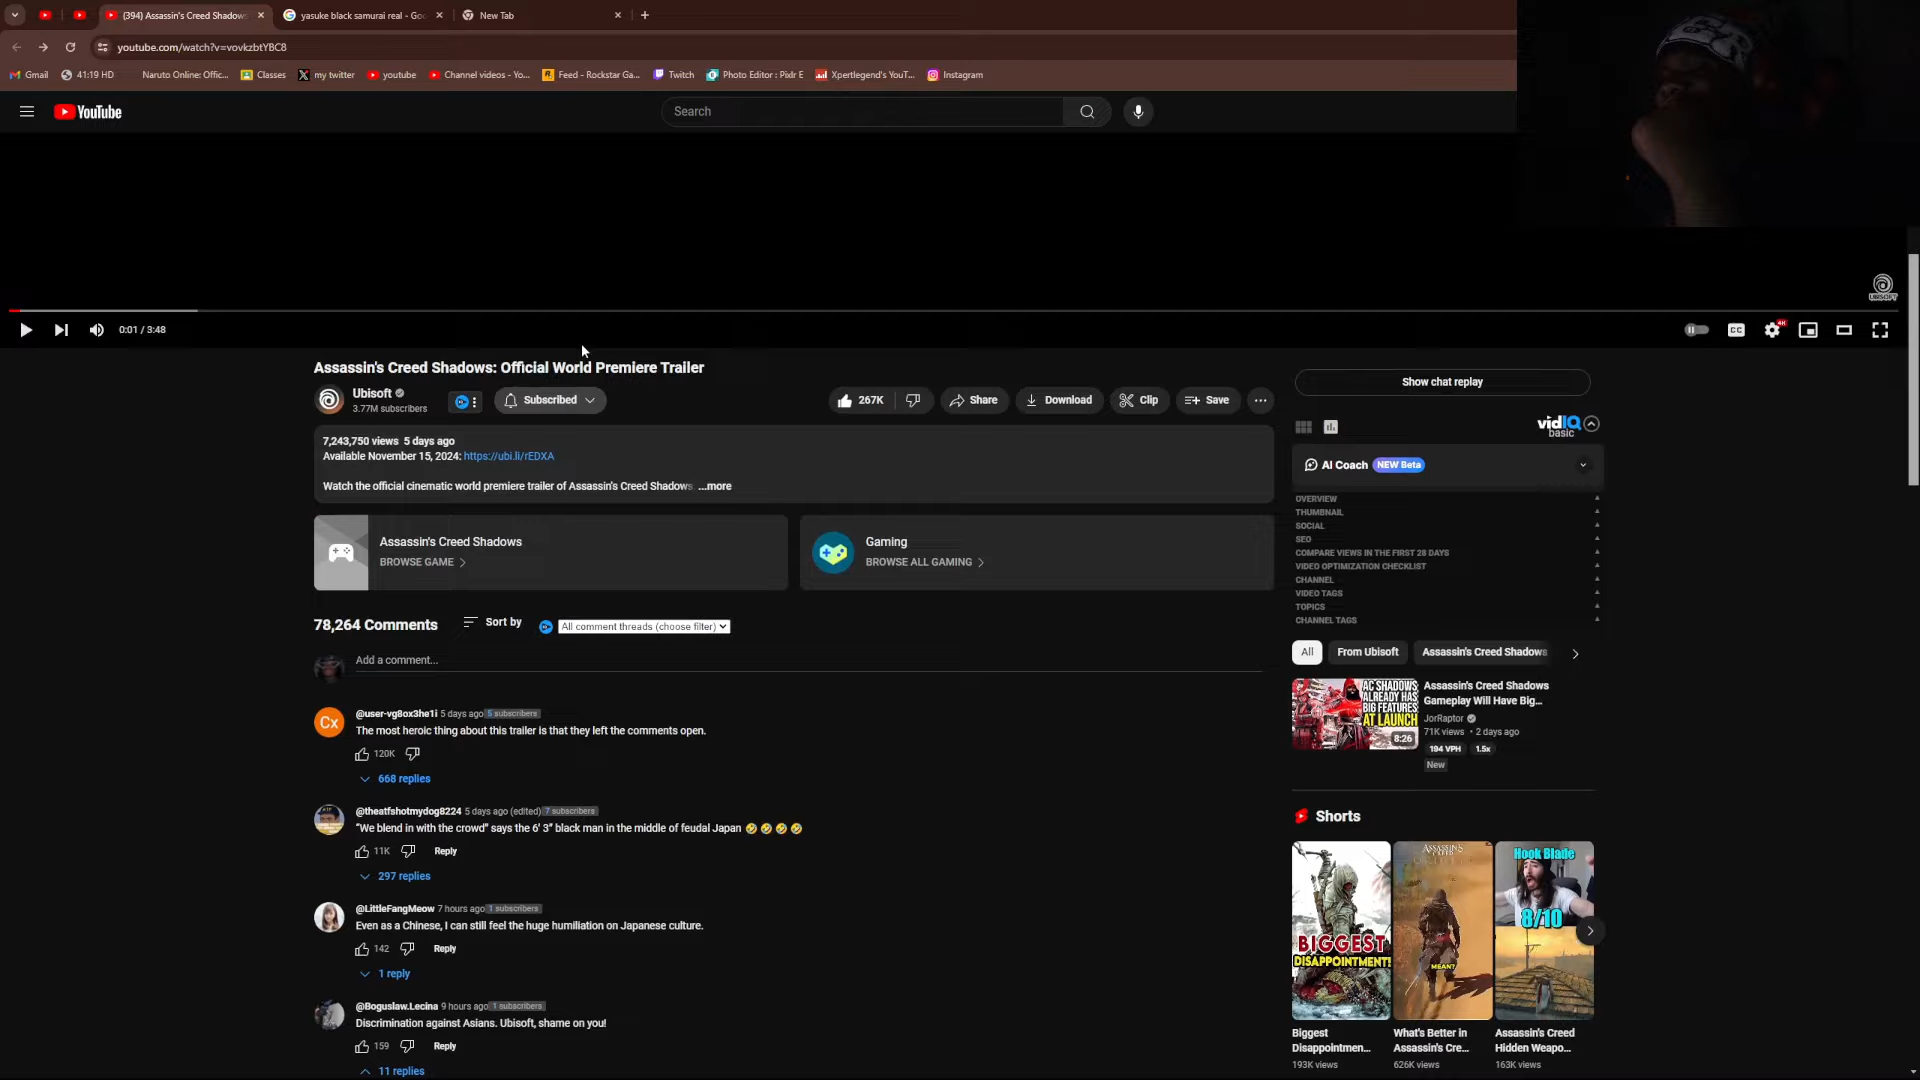 (394) Assassin's Creed Shadows
yasuke black samurai real - Goo
New Tab
youtube.com/watch?v=vovkzbtYBC8
Gmail
41:19 HD
Naruto Online: Offic...
Classes
my twitter
youtube
Channel videos - Yo...
Feed - Rockstar Ga...
Twitch
Photo Editor : Pixlr E
Xpertlegend's YouT...
Instagram
YouTube
Search
UBISOFT
0:01 / 3:48
CC
Assassin's Creed Shadows: Official World Premiere Trailer
Ubisoft
3.77M subscribers
Subscribed
267K
Share
Download
Clip
Save
Show chat replay
vidIQ
basic
7,243,750 views 5 days ago
Available November 15, 2024: https://ubi.li/rEDXA
Watch the official cinematic world premiere trailer of Assassin's Creed Shadows. ...more
AI Coach NEW Beta
OVERVIEW
THUMBNAIL
SOCIAL
SEO
COMPARE VIEWS IN THE FIRST 28 DAYS
VIDEO OPTIMIZATION CHECKLIST
CHANNEL
VIDEO TAGS
TOPICS
CHANNEL TAGS
Assassin's Creed Shadows
BROWSE GAME
Gaming
BROWSE ALL GAMING
78,264 Comments
Sort by
All comment threads (choose filter)
Add a comment...
All
From Ubisoft
Assassin's Creed Shadows
AC SHADOWS
ALREADY HAS
BIG FEATURES
AT LAUNCH
8:26
Assassin's Creed Shadows
Gameplay Will Have Big...
JorRaptor
71K views • 2 days ago
194 VPH 1.5x
New
Cx
@user-vg8ox3he1i 5 days ago 5 subscribers
The most heroic thing about this trailer is that they left the comments open.
120K
668 replies
@theatfshotmydog8224 5 days ago (edited) 7 subscribers
“We blend in with the crowd” says the 6’ 3” black man in the middle of feudal Japan 🤣🤣🤣🤣
11K
Reply
297 replies
@LittleFangMeow 7 hours ago 1 subscribers
Even as a Chinese, I can still feel the huge humiliation on Japanese culture.
142
Reply
1 reply
@Boguslaw.Lecina 9 hours ago 1 subscribers
Discrimination against Asians. Ubisoft, shame on you!
159
Reply
11 replies
Shorts
BIGGEST
DISAPPOINTMENT!
ASSASSIN'S
MEAN?
Hook Blade
8/10
Biggest
Disappointmen...
193K views
What's Better in
Assassin's Cre...
626K views
Assassin's Creed
Hidden Weapo...
163K views